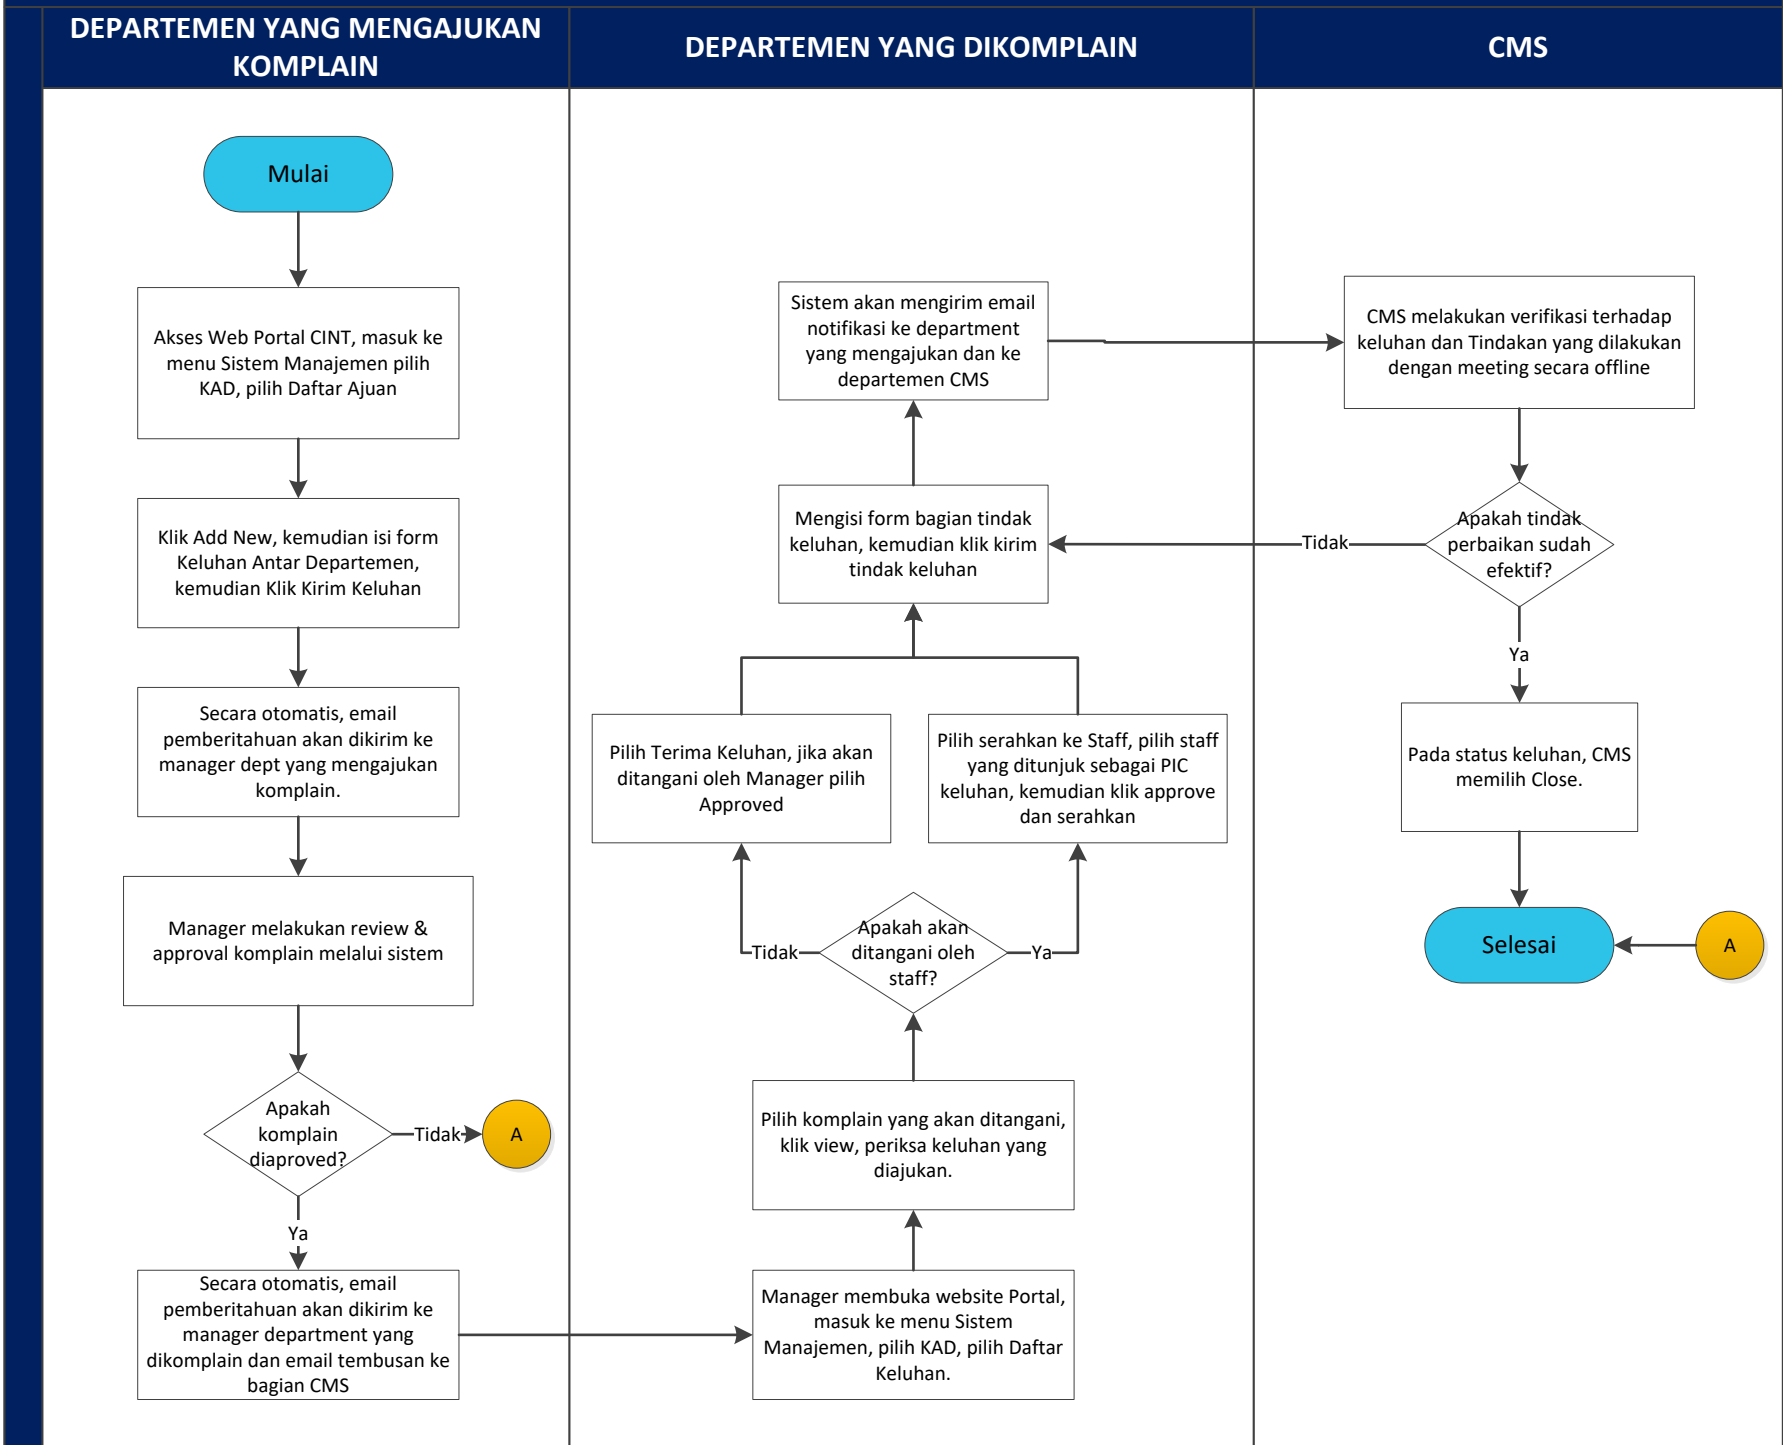 DEPARTEMEN YANG MENGAJUKAN
KOMPLAIN
DEPARTEMEN YANG DIKOMPLAIN
CMS
Mulai
Akses Web Portal CINT, masuk ke
menu Sistem Manajemen pilih
KAD, pilih Daftar Ajuan
Klik Add New, kemudian isi form
Keluhan Antar Departemen,
kemudian Klik Kirim Keluhan
Secara otomatis, email
pemberitahuan akan dikirim ke
manager dept yang mengajukan
komplain.
Manager melakukan review &
approval komplain melalui sistem
Apakah
komplain
diaproved?
Tidak
A
Ya
Secara otomatis, email
pemberitahuan akan dikirim ke
manager department yang
dikomplain dan email tembusan ke
bagian CMS
Sistem akan mengirim email
notifikasi ke department
yang mengajukan dan ke
departemen CMS
Mengisi form bagian tindak
keluhan, kemudian klik kirim
tindak keluhan
Pilih Terima Keluhan, jika akan
ditangani oleh Manager pilih
Approved
Pilih serahkan ke Staff, pilih staff
yang ditunjuk sebagai PIC
keluhan, kemudian klik approve
dan serahkan
Tidak
Apakah akan
ditangani oleh
staff?
Ya
Pilih komplain yang akan ditangani,
klik view, periksa keluhan yang
diajukan.
Manager membuka website Portal,
masuk ke menu Sistem
Manajemen, pilih KAD, pilih Daftar
Keluhan.
CMS melakukan verifikasi terhadap
keluhan dan Tindakan yang dilakukan
dengan meeting secara offline
Tidak
Apakah tindak
perbaikan sudah
efektif?
Ya
Pada status keluhan, CMS
memilih Close.
Selesai
A